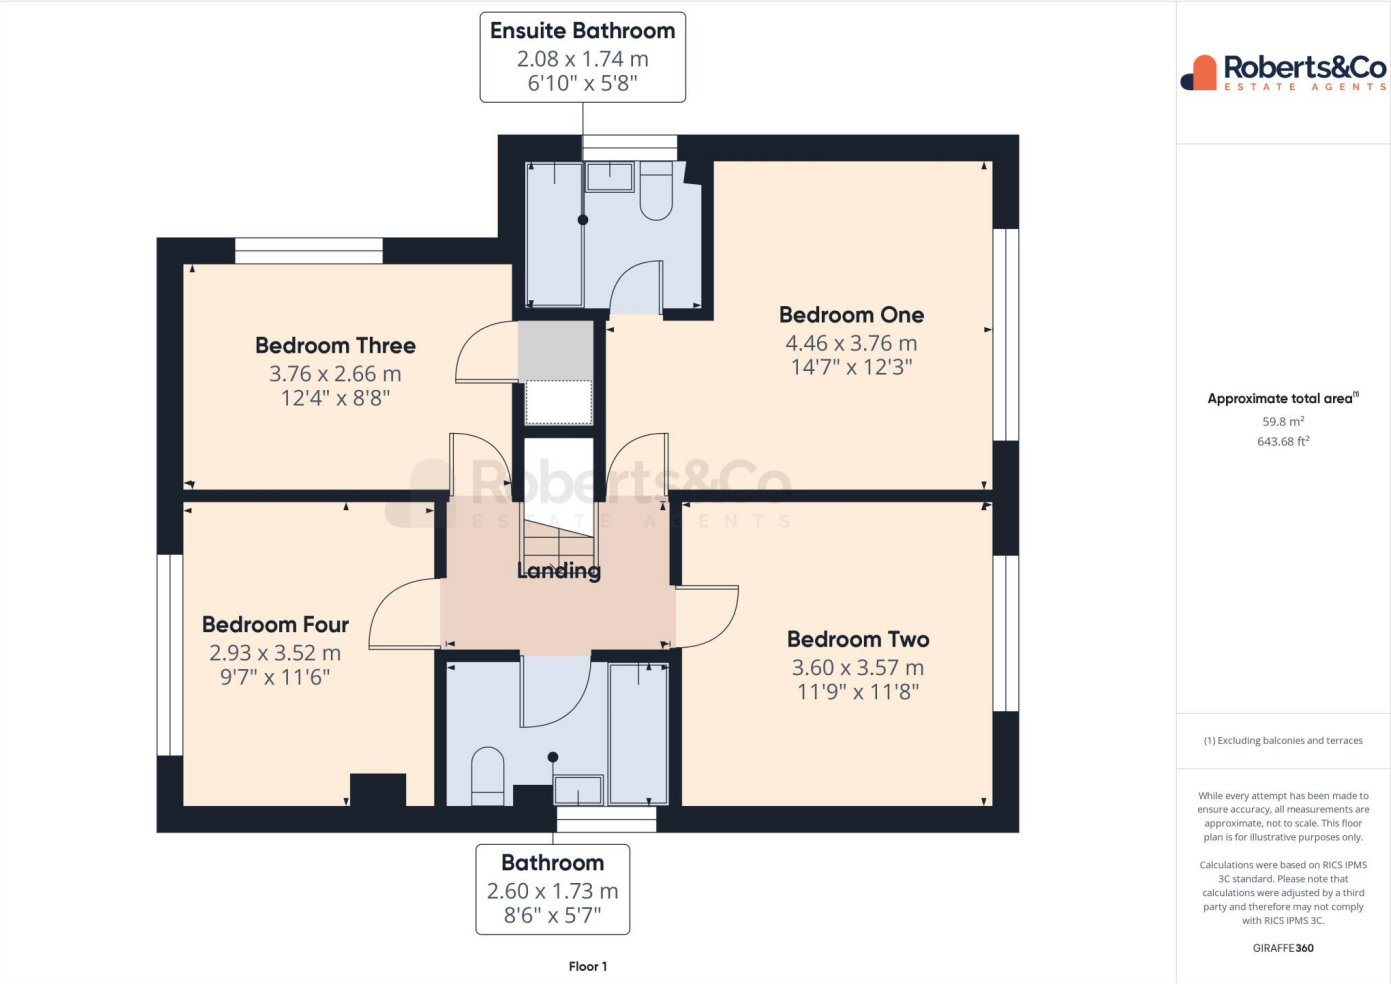 Ensuite Bathroom
2.08 x 1.74 m
6'10" x 5'8"
Roberts&Co
ESTATE AGENTS
Bedroom One
4.46 x 3.76 m
14'7" x 12'3"
Bedroom Three
3.76 x 2.66 m
12'4" x 8'8"
Roberts&Co
ESTATE AGENTS
Landing
Bedroom Four
2.93 x 3.52 m
9'7" x 11'6"
Bedroom Two
3.60 x 3.57 m
11'9" x 11'8"
Bathroom
2.60 x 1.73 m
8'6" x 5'7"
Floor 1
Approximate total area⁽¹⁾
59.8 m²
643.68 ft²
(1) Excluding balconies and terraces
While every attempt has been made to
ensure accuracy, all measurements are
approximate, not to scale. This floor
plan is for illustrative purposes only.
Calculations were based on RICS IPMS
3C standard. Please note that
calculations were adjusted by a third
party and therefore may not comply
with RICS IPMS 3C.
GIRAFFE360